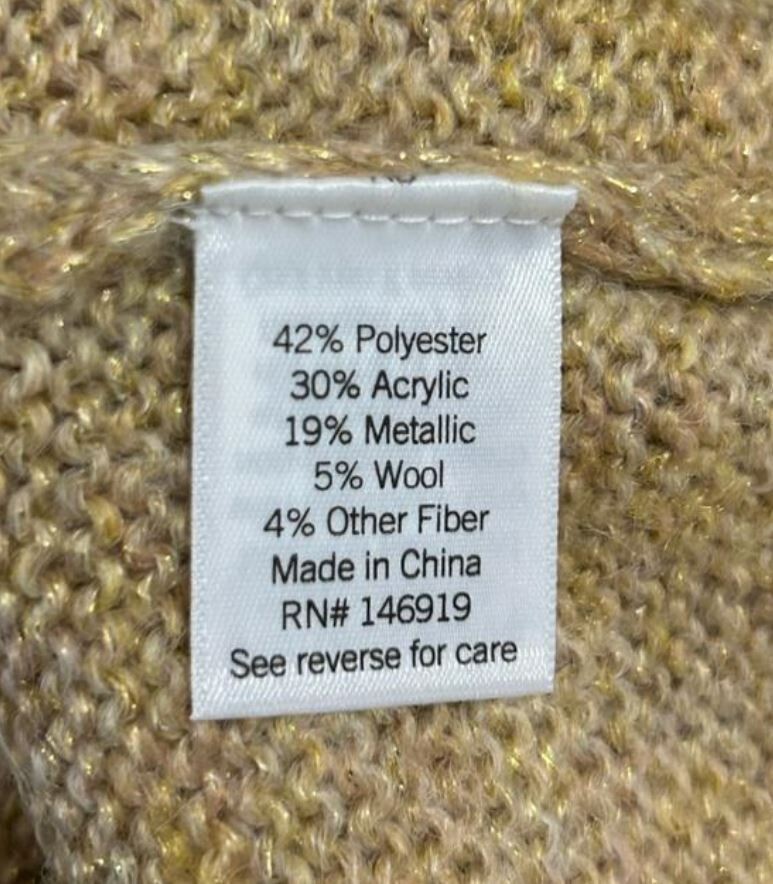 42% Polyester
30% Acrylic
19% Metallic
5% Wool
4% Other Fiber
Made in China
RN# 146919
See reverse for care